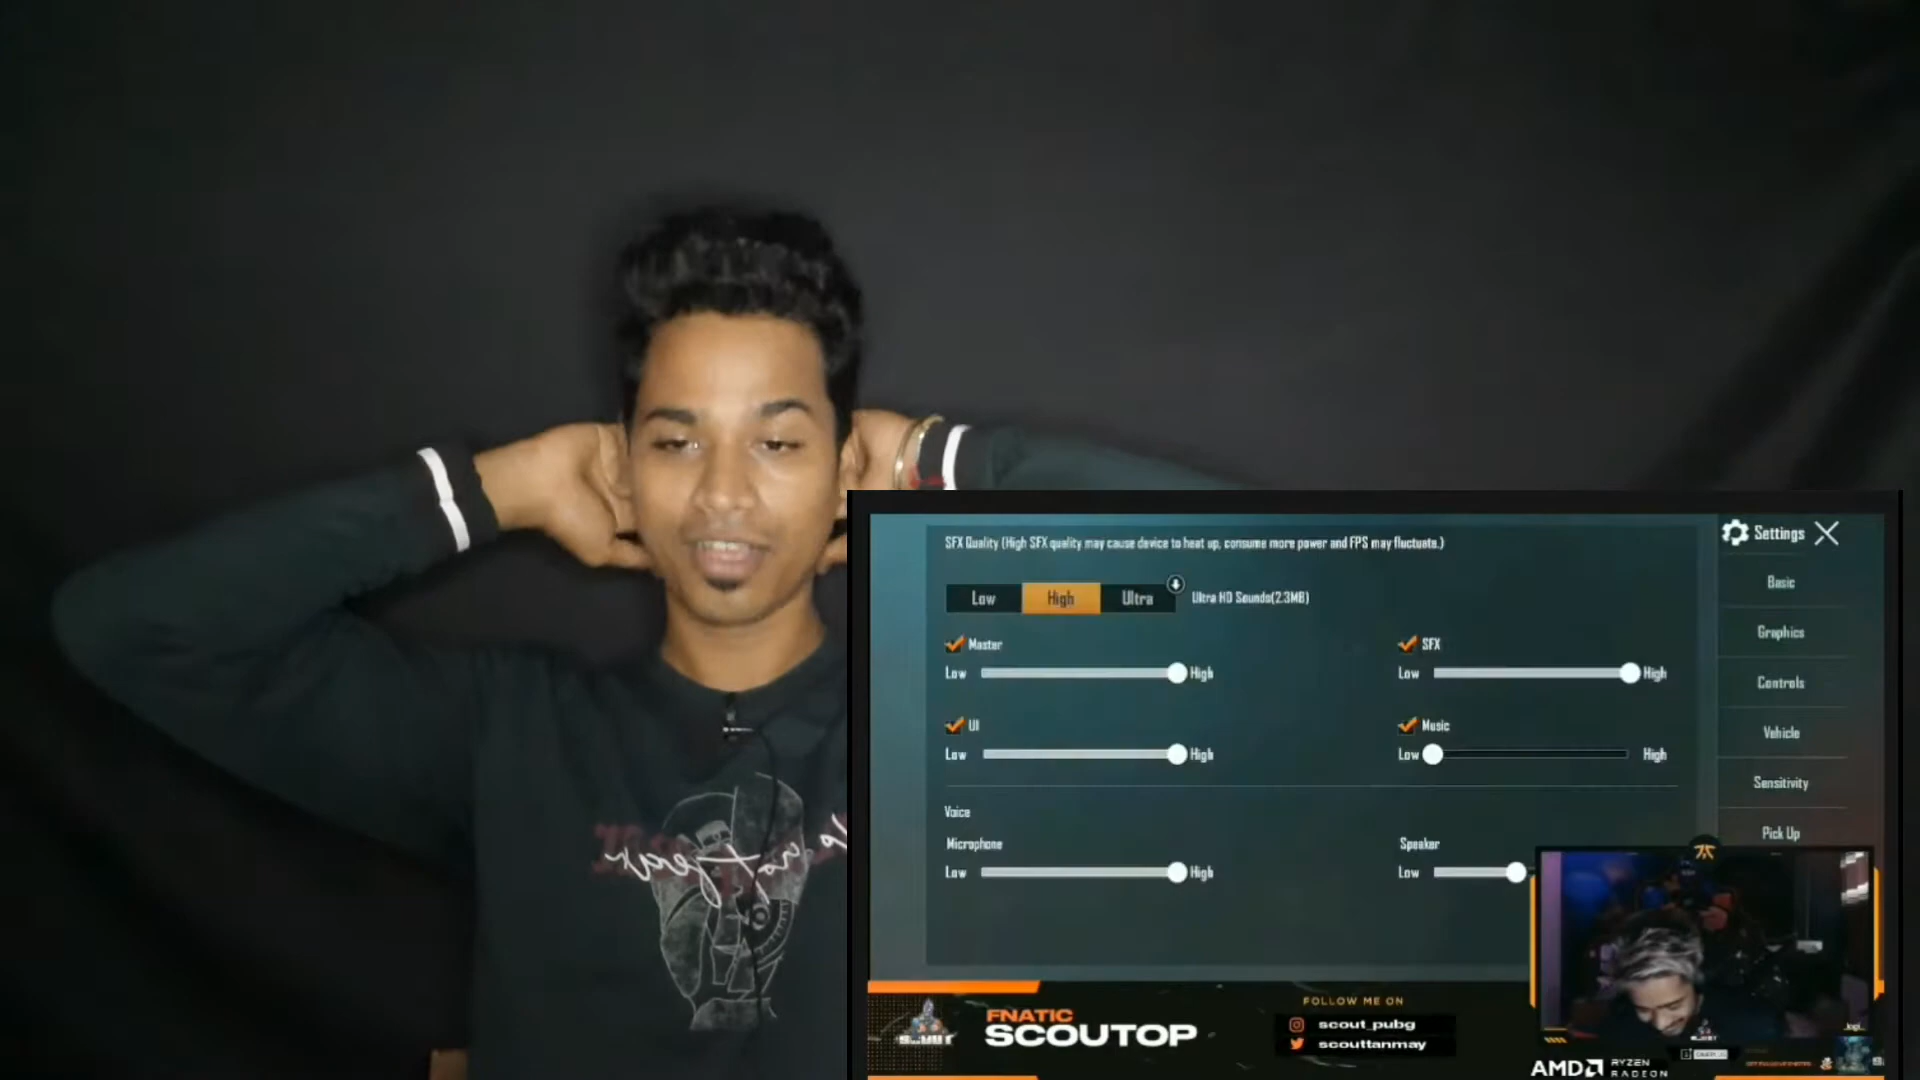 SFX Quality (High SFX quality may cause device to heat up, consume more power and FPS may fluctuate.)
Low High Ultra Ultra HD Sounds(2.3MB)
Master
Low High
SFX
Low High
UI
Low High
Music
Low High
Voice
Microphone
Low High
Speaker
Low
Settings
Basic
Graphics
Controls
Vehicle
Sensitivity
Pick Up
FNATIC
SCOUTOP
FOLLOW ME ON
scout_pubg
scouttanmay
AMD RYZEN
RADEON